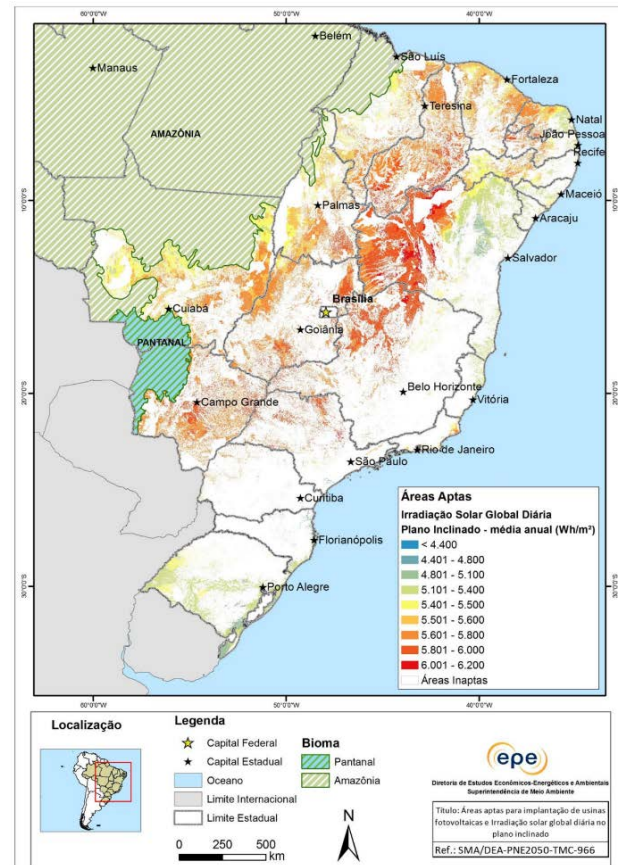 60°0'0"W
50°0'0"W
40°0'0"W
Belém
São Luís
Manaus
Fortaleza
Teresina
Natal
AMAZÔNIA
João Pessoa
Recife
Maceió
10°0'0"S
10°0'0"S
Palmas
Aracaju
Salvador
Cuiabá
Brasília
Goiânia
PANTANAL
Belo Horizonte
20°0'0"S
20°0'0"S
Campo Grande
Vitória
Rio de Janeiro
São Paulo
Curitiba
Florianópolis
Porto Alegre
30°0'0"S
30°0'0"S
Áreas Aptas
Irradiação Solar Global Diária
Plano Inclinado - média anual (Wh/m²)
< 4.400
4.401 - 4.800
4.801 - 5.100
5.101 - 5.400
5.401 - 5.500
5.501 - 5.600
5.601 - 5.800
5.801 - 6.000
6.001 - 6.200
Áreas Inaptas
60°0'0"W
50°0'0"W
40°0'0"W
Localização
Legenda
Capital Federal
Capital Estadual
Oceano
Limite Internacional
Limite Estadual
Bioma
Pantanal
Amazônia
0 250 500
km
N
epe
Diretoria de Estudos Econômicos-Energéticos e Ambientais
Superintendência de Meio Ambiente
Título: Áreas aptas para implantação de usinas
fotovoltaicas e Irradiação solar global diária no
plano inclinado
Ref.: SMA/DEA-PNE2050-TMC-966